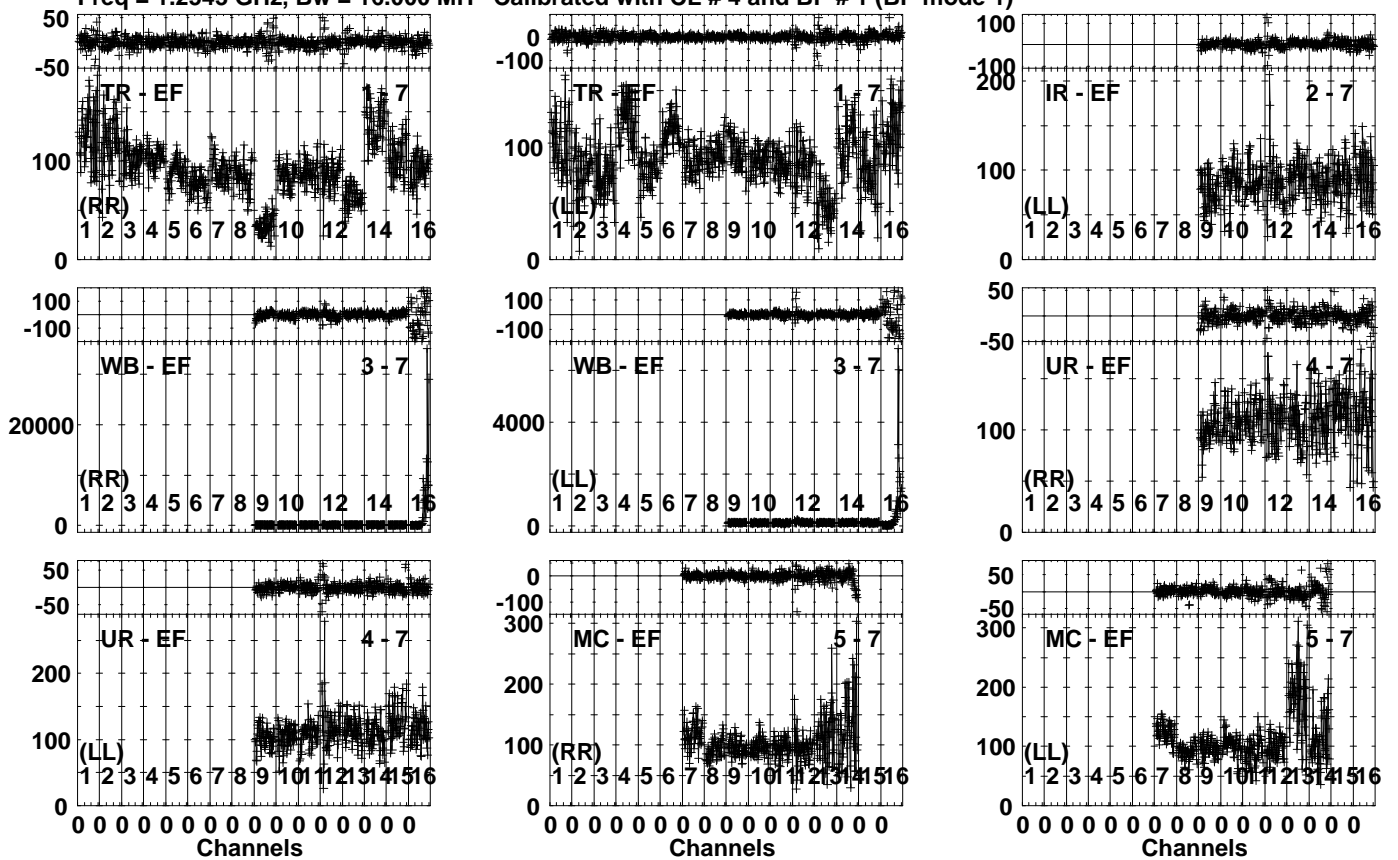 Freq = 1.2545 GHz, Bw = 16.000 MH Calibrated with CL # 4 and BP # 1 (BP mode 1)
50
-50
TR - EF 1 - 7
100
(RR)
1 2 3 4 5 6 7 8 10 12 14 16
0
0
-100
TR - EF 1 - 7
100
(LL)
1 2 3 4 5 6 7 8 9 10 12 14 16
0
100
-100
200
IR - EF 2 - 7
100
(LL)
1 2 3 4 5 6 7 8 9 10 12 14 16
0
100
-100
WB - EF 3 - 7
20000
(RR)
1 2 3 4 5 6 7 8 9 10 12 14 16
0
100
-100
WB - EF 3 - 7
4000
(LL)
1 2 3 4 5 6 7 8 9 10 12 14 16
0
50
-50
UR - EF 4 - 7
100
(RR)
1 2 3 4 5 6 7 8 9 10 12 14 16
0
50
-50
UR - EF 4 - 7
200
100
(LL)
1 2 3 4 5 6 7 8 9 10 11 12 13 14 15 16
0
0 0 0 0 0 0 0 0 0 0 0 0 0 0 0 0
Channels
0
-100
300
MC - EF 5 - 7
200
100
(RR)
1 2 3 4 5 6 7 8 9 10 11 12 13 14 15 16
0
0 0 0 0 0 0 0 0 0 0 0 0 0 0 0 0
Channels
50
-50
300
MC - EF 5 - 7
200
100
(LL)
1 2 3 4 5 6 7 8 9 10 11 12 13 14 15 16
0
0 0 0 0 0 0 0 0 0 0 0 0 0 0 0 0
Channels